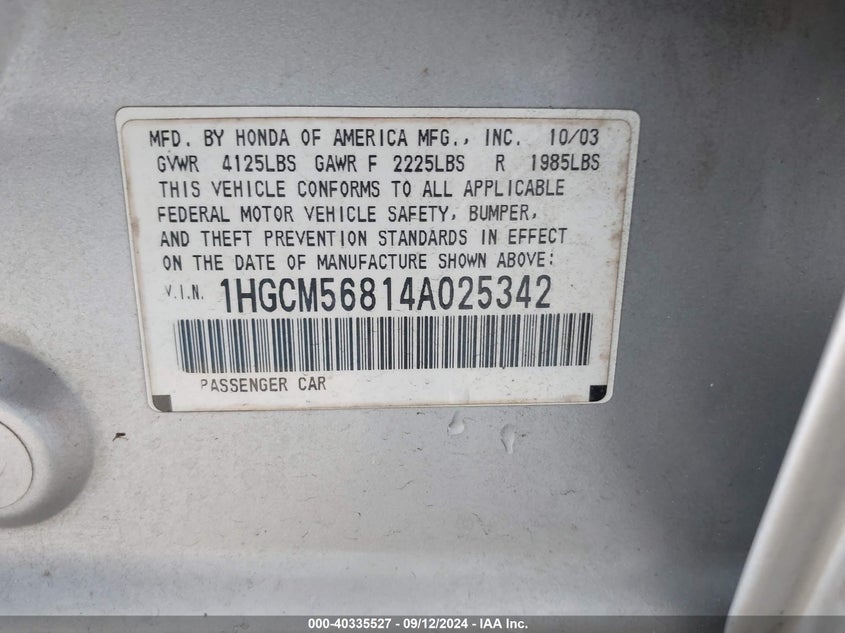 MFD. BY HONDA OF AMERICA MFG., INC. 10/03
GVWR 4125LBS GAWR F 2225LBS R 1985LBS
THIS VEHICLE CONFORMS TO ALL APPLICABLE
FEDERAL MOTOR VEHICLE SAFETY, BUMPER,
AND THEFT PREVENTION STANDARDS IN EFFECT
ON THE DATE OF MANUFACTURE SHOWN ABOVE:
V.I.N. 1HGCM56814A025342
PASSENGER CAR
000-40335527 - 09/12/2024 - IAA Inc.